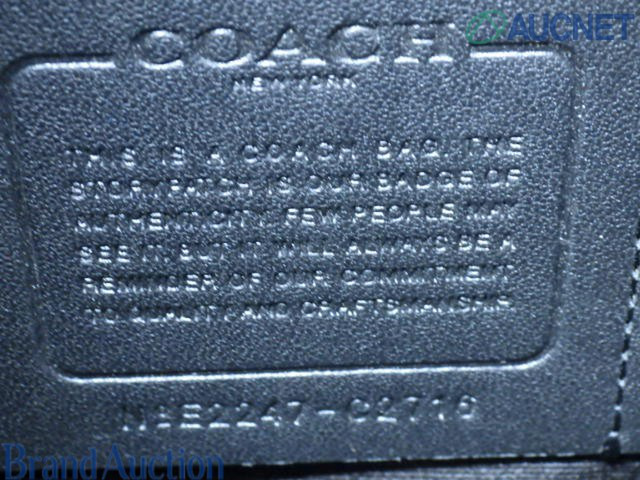 COACH
AUCNET
NEW YORK
THIS IS A COACH BAG. THE
STORYPATCH IS OUR BADGE OF
AUTHENTICITY. FEW PEOPLE MAY
SEE IT, BUT IT WILL ALWAYS BE A
REMINDER OF OUR COMMITMENT
TO QUALITY AND CRAFTSMANSHIP.
-C2716
Brand Auction